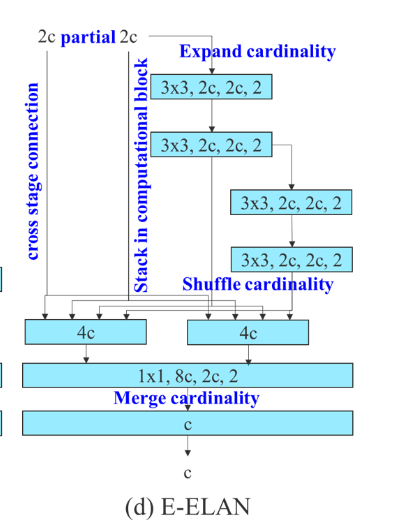 2c partial 2c
Expand cardinality
3x3, 2c, 2c, 2
cross stage connection
Stack in computational block
3x3, 2c, 2c, 2
3x3, 2c, 2c, 2
3x3, 2c, 2c, 2
Shuffle cardinality
4c
4c
1x1, 8c, 2c, 2
Merge cardinality
c
c
(d) E-ELAN